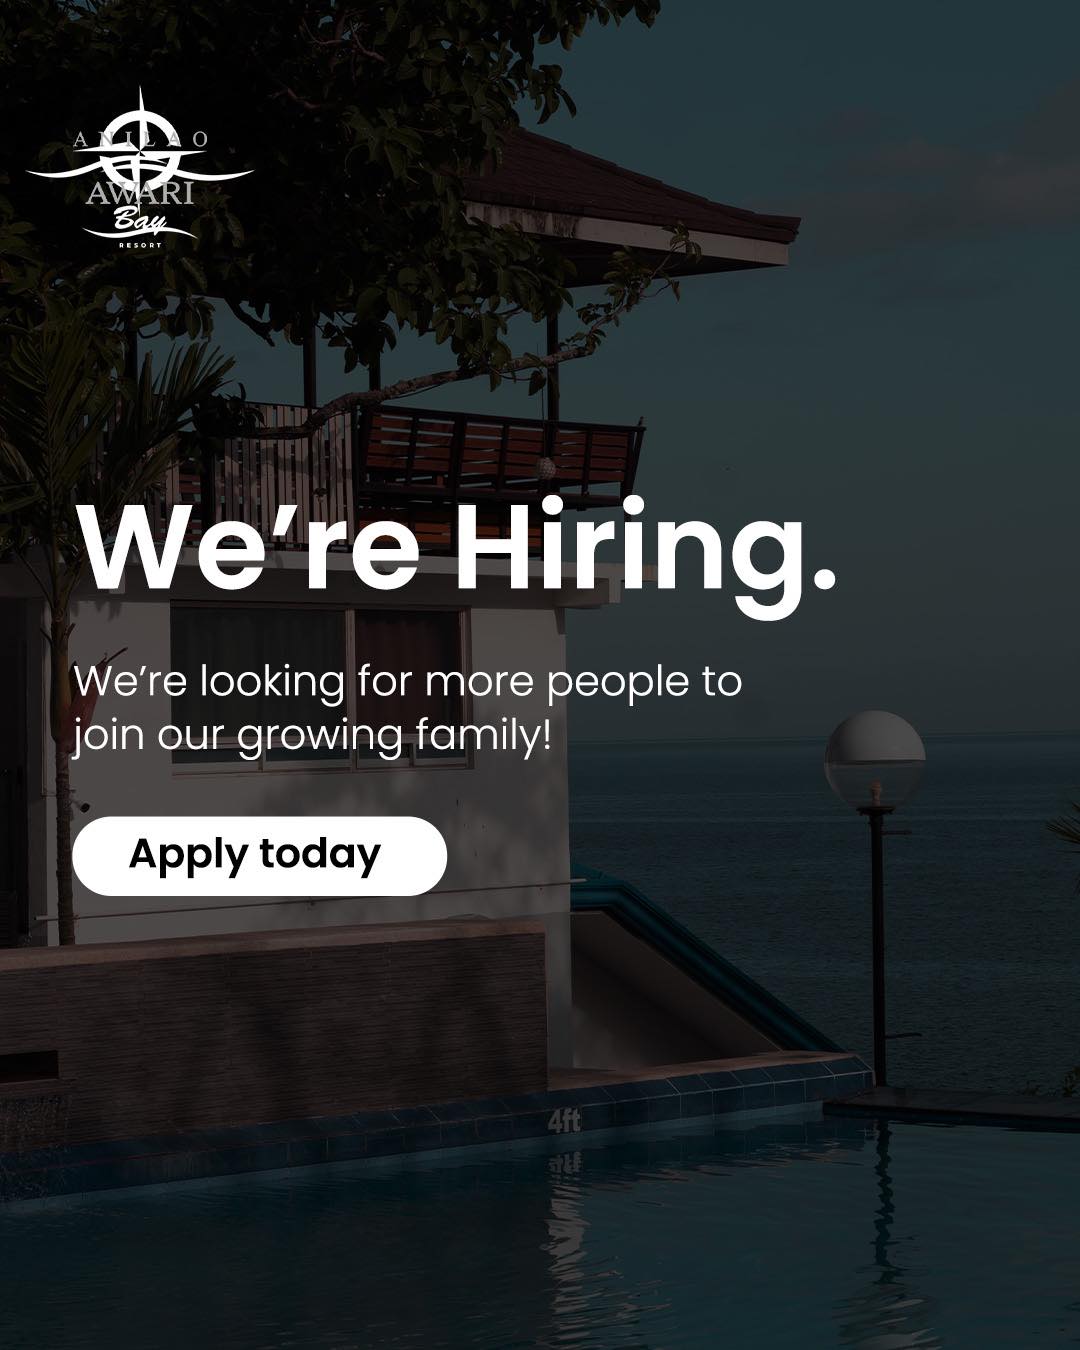 ANILAO
AWARI
Bay
RESORT
We’re Hiring.
We’re looking for more people to
join our growing family!
Apply today
4ft